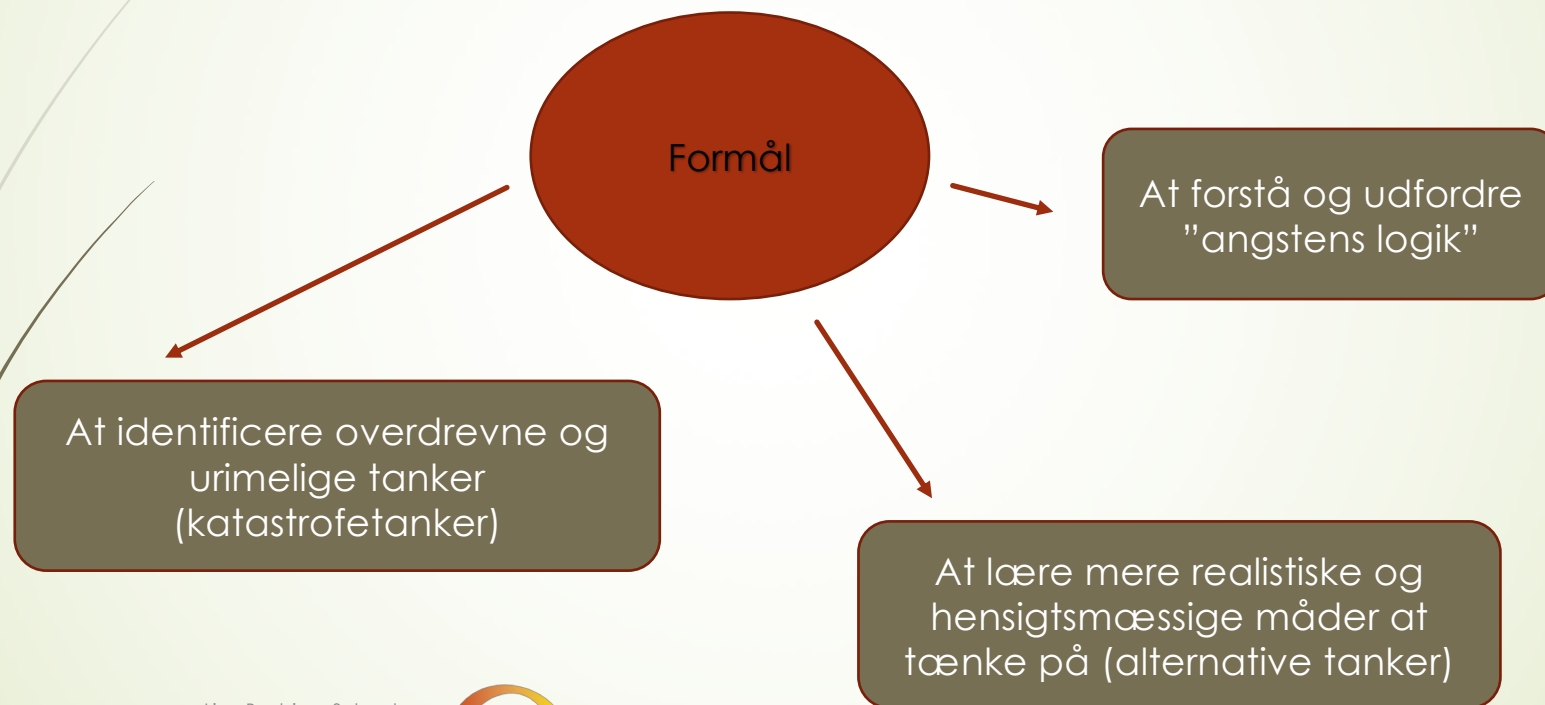 Formål
At forstå og udfordre
”angstens logik”
At identificere overdrevne og
urimelige tanker
(katastrofetanker)
At lære mere realistiske og
hensigtsmæssige måder at
tænke på (alternative tanker)